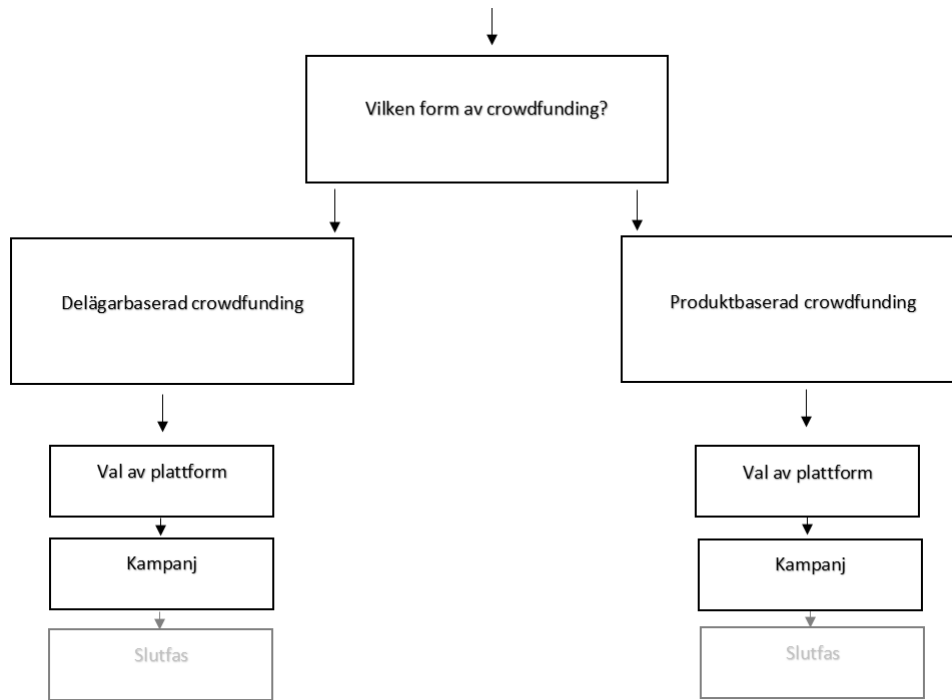 Vilken form av crowdfunding?
Delägarbaserad crowdfunding
Produktbaserad crowdfunding
Val av plattform
Val av plattform
Kampanj
Kampanj
Slutfas
Slutfas